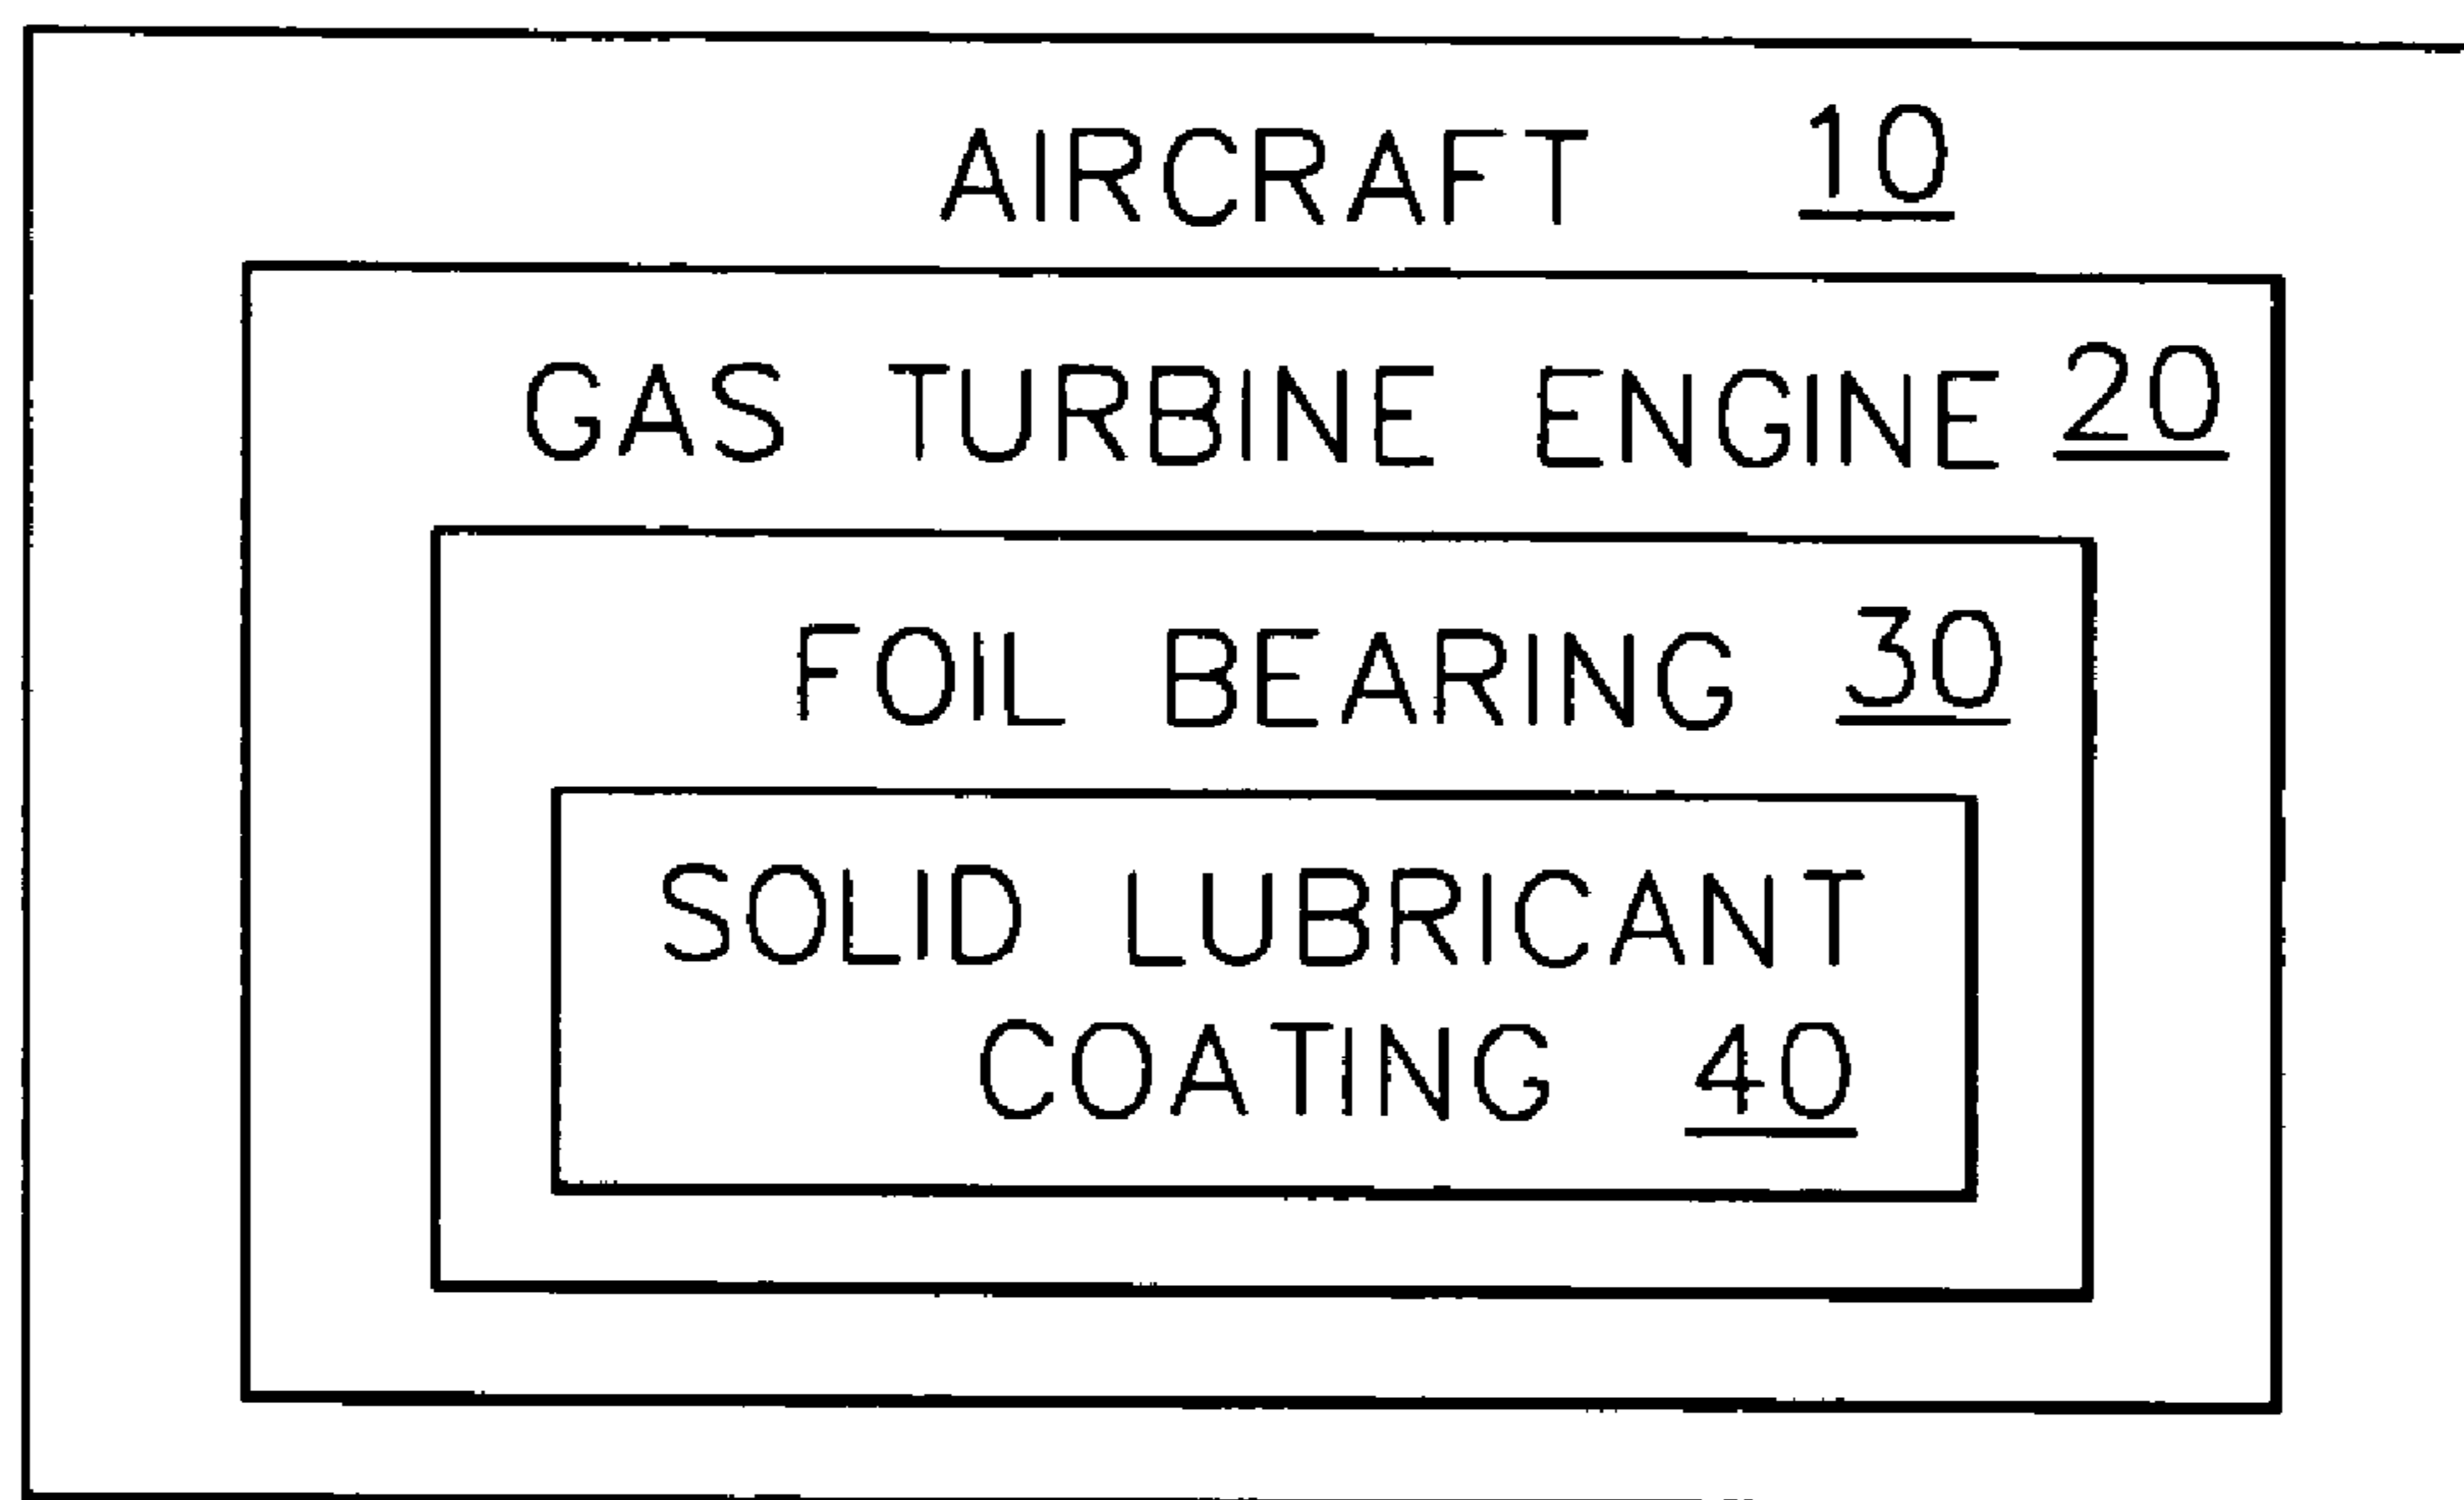 AIRCRAFT 10
GAS TURBINE ENGINE 20
FOIL BEARING 30
SOLID LUBRICANT
COATING 40